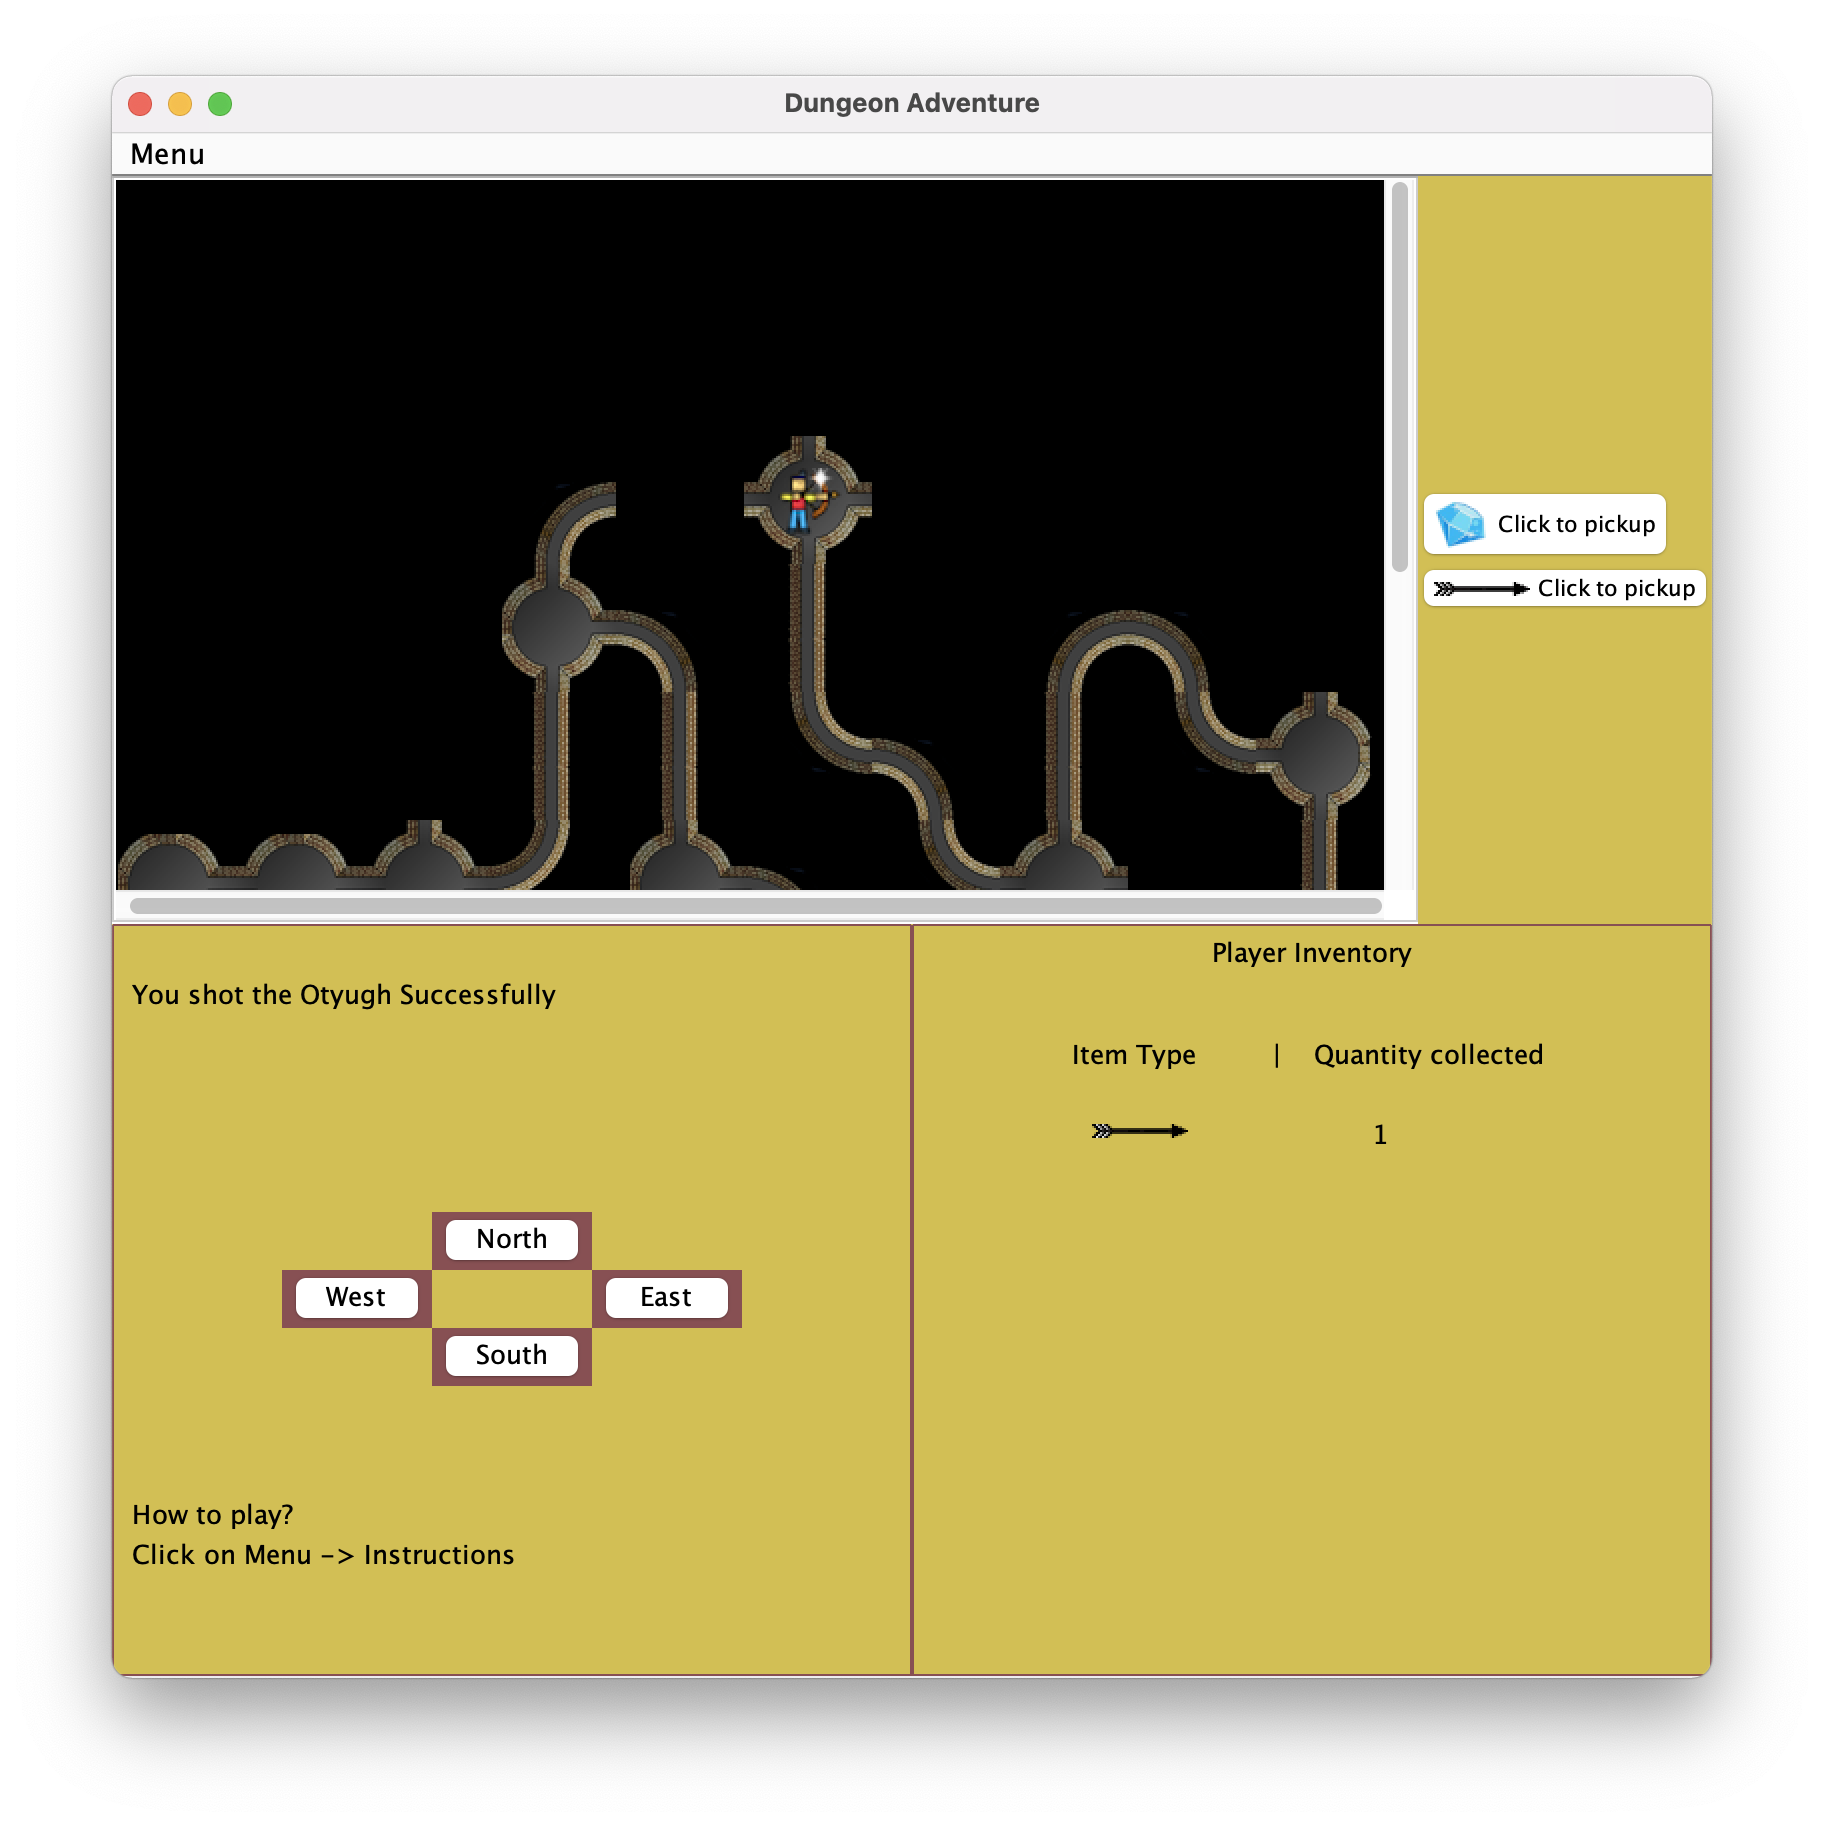 Dungeon Adventure
Menu
Click to pickup
Click to pickup
You shot the Otyugh Successfully
North
West
East
South
How to play?
Click on Menu -> Instructions
Player Inventory
Item Type | Quantity collected
1